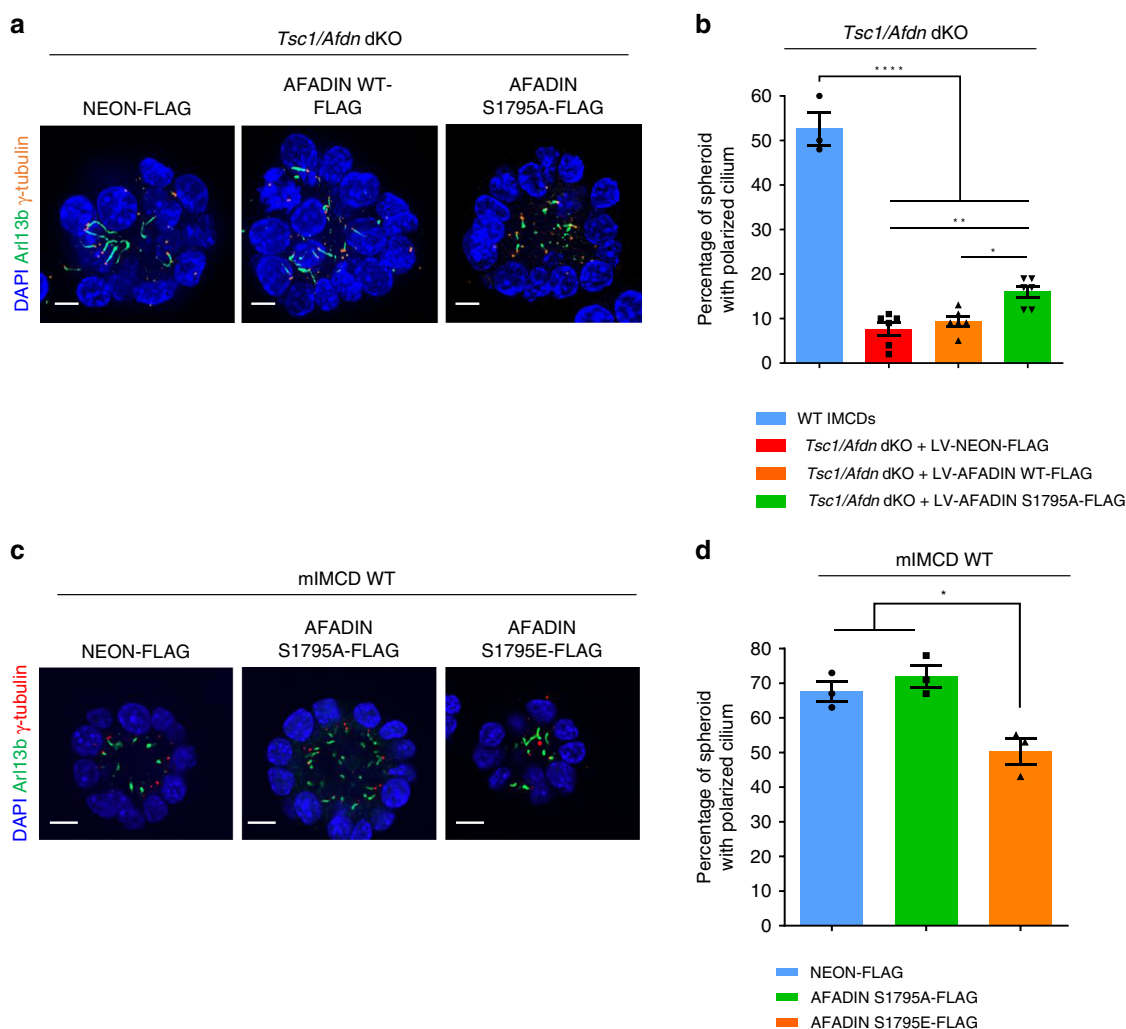 a
Tsc1/Afdn dKO
NEON-FLAG
AFADIN WT-
FLAG
AFADIN
S1795A-FLAG
DAPI Arl13b γ-tubulin
b
Tsc1/Afdn dKO
****
**
*
Percentage of spheroid
with polarized cilium
60
50
40
30
20
10
0
WT IMCDs
Tsc1/Afdn dKO + LV-NEON-FLAG
Tsc1/Afdn dKO + LV-AFADIN WT-FLAG
Tsc1/Afdn dKO + LV-AFADIN S1795A-FLAG
c
mIMCD WT
NEON-FLAG
AFADIN
S1795A-FLAG
AFADIN
S1795E-FLAG
DAPI Arl13b γ-tubulin
d
mIMCD WT
*
Percentage of spheroid
with polarized cilium
80
70
60
50
40
30
20
10
0
NEON-FLAG
AFADIN S1795A-FLAG
AFADIN S1795E-FLAG